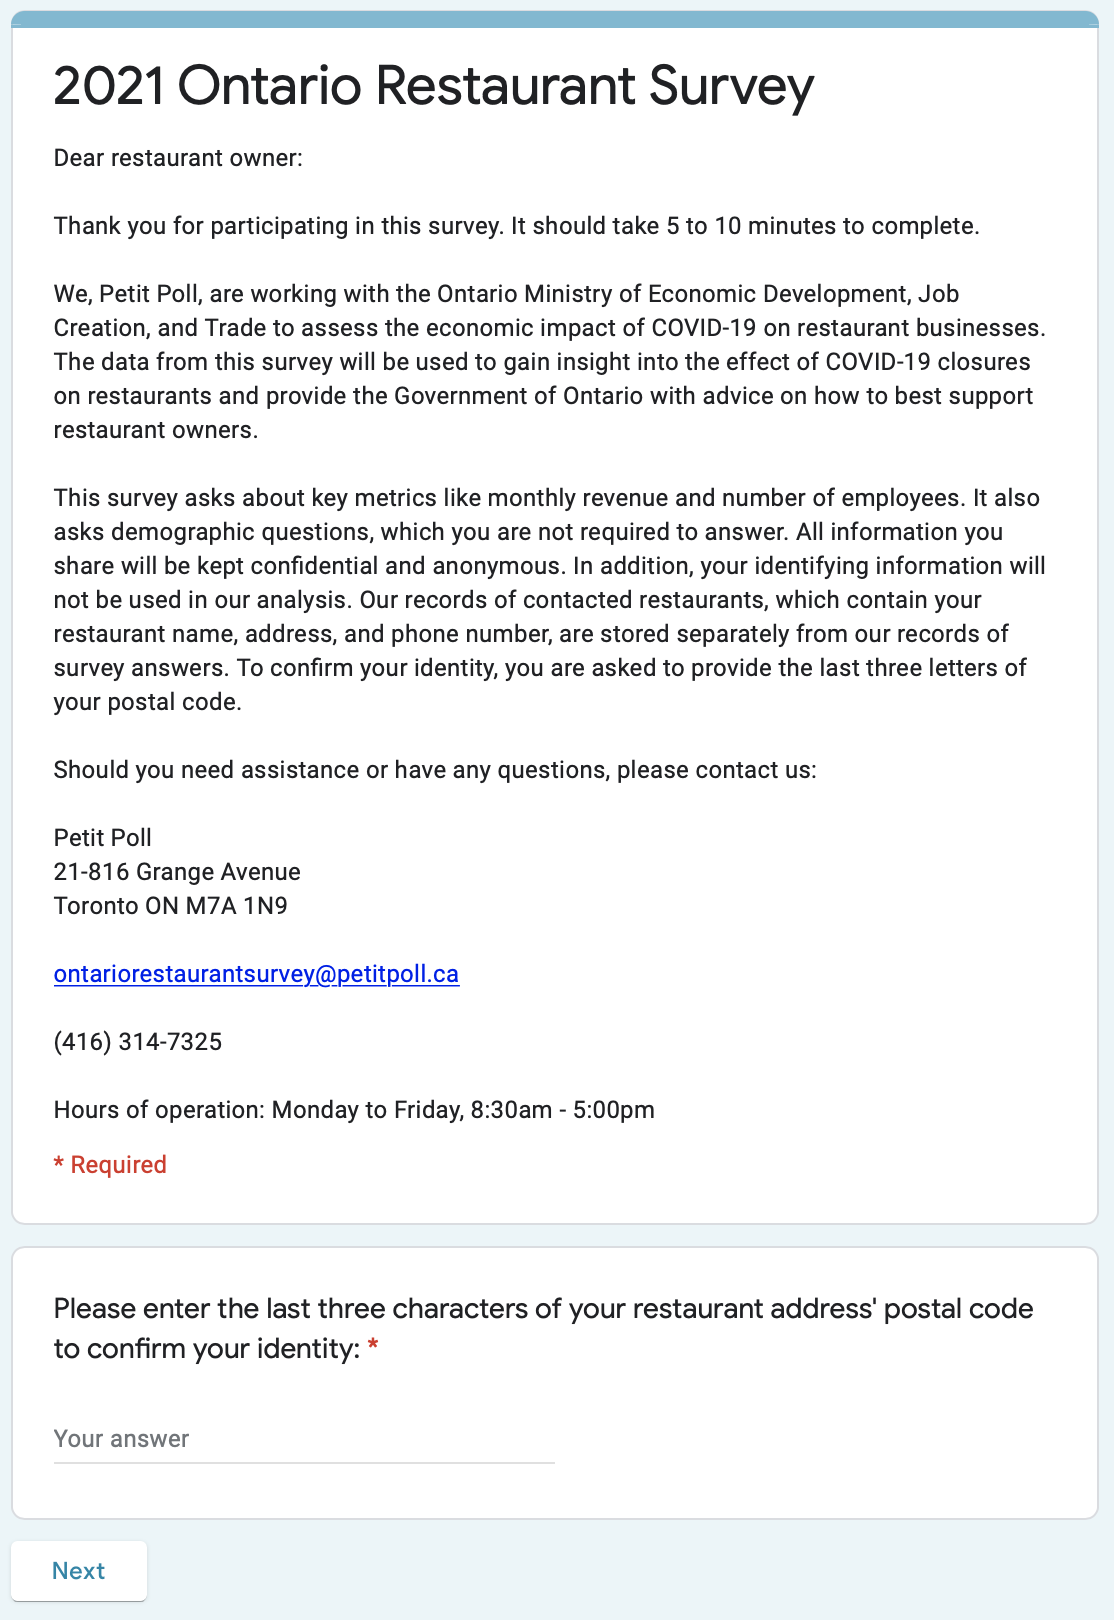 2021 Ontario Restaurant Survey
Dear restaurant owner:
Thank you for participating in this survey. It should take 5 to 10 minutes to complete.
We, Petit Poll, are working with the Ontario Ministry of Economic Development, Job
Creation, and Trade to assess the economic impact of COVID-19 on restaurant businesses.
The data from this survey will be used to gain insight into the effect of COVID-19 closures
on restaurants and provide the Government of Ontario with advice on how to best support
restaurant owners.
This survey asks about key metrics like monthly revenue and number of employees. It also
asks demographic questions, which you are not required to answer. All information you
share will be kept confidential and anonymous. In addition, your identifying information will
not be used in our analysis. Our records of contacted restaurants, which contain your
restaurant name, address, and phone number, are stored separately from our records of
survey answers. To confirm your identity, you are asked to provide the last three letters of
your postal code.
Should you need assistance or have any questions, please contact us:
Petit Poll
21-816 Grange Avenue
Toronto ON M7A 1N9
ontariorestaurantsurvey@petitpoll.ca
(416) 314-7325
Hours of operation: Monday to Friday, 8:30am - 5:00pm
* Required
Please enter the last three characters of your restaurant address' postal code
to confirm your identity: *
Your answer
Next